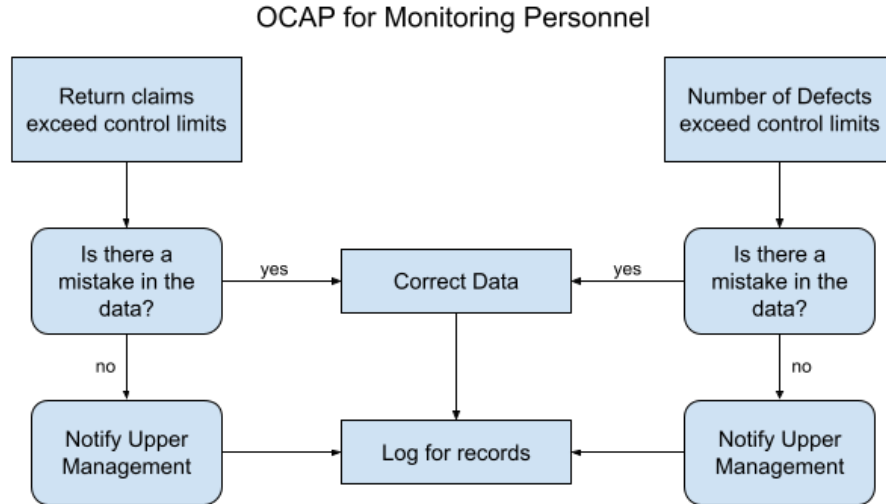 OCAP for Monitoring Personnel
Return claims
exceed control limits
Number of Defects
exceed control limits
Is there a
mistake in the
data?
yes
Correct Data
yes
Is there a
mistake in the
data?
no
no
Notify Upper
Management
Log for records
Notify Upper
Management